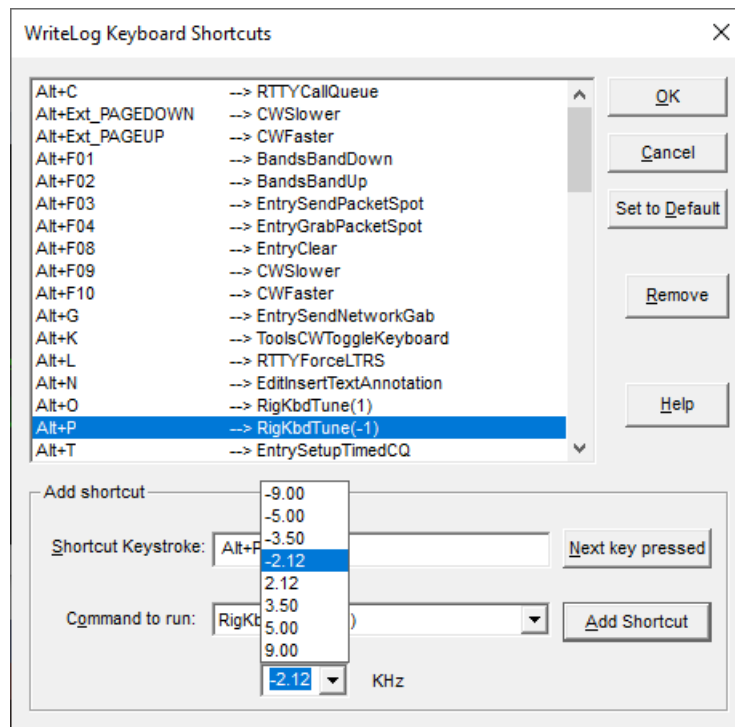 WriteLog Keyboard Shortcuts
Alt+C --> RTTYCallQueue
Alt+Ext_PAGEDOWN --> CWSlower
Alt+Ext_PAGEUP --> CWFaster
Alt+F01 --> BandsBandDown
Alt+F02 --> BandsBandUp
Alt+F03 --> EntrySendPacketSpot
Alt+F04 --> EntryGrabPacketSpot
Alt+F08 --> EntryClear
Alt+F09 --> CWSlower
Alt+F10 --> CWFaster
Alt+G --> EntrySendNetworkGab
Alt+K --> ToolsCWToggleKeyboard
Alt+L --> RTTYForceLTRS
Alt+N --> EditInsertTextAnnotation
Alt+O --> RigKbdTune(1)
Alt+P --> RigKbdTune(-1)
Alt+T --> EntrySetupTimedCQ
OK
Cancel
Set to Default
Remove
Help
Add shortcut
Shortcut Keystroke:
Alt+P
Next key pressed
-9.00
-5.00
-3.50
-2.12
2.12
3.50
5.00
9.00
Command to run:
)
Add Shortcut
-2.12
KHz